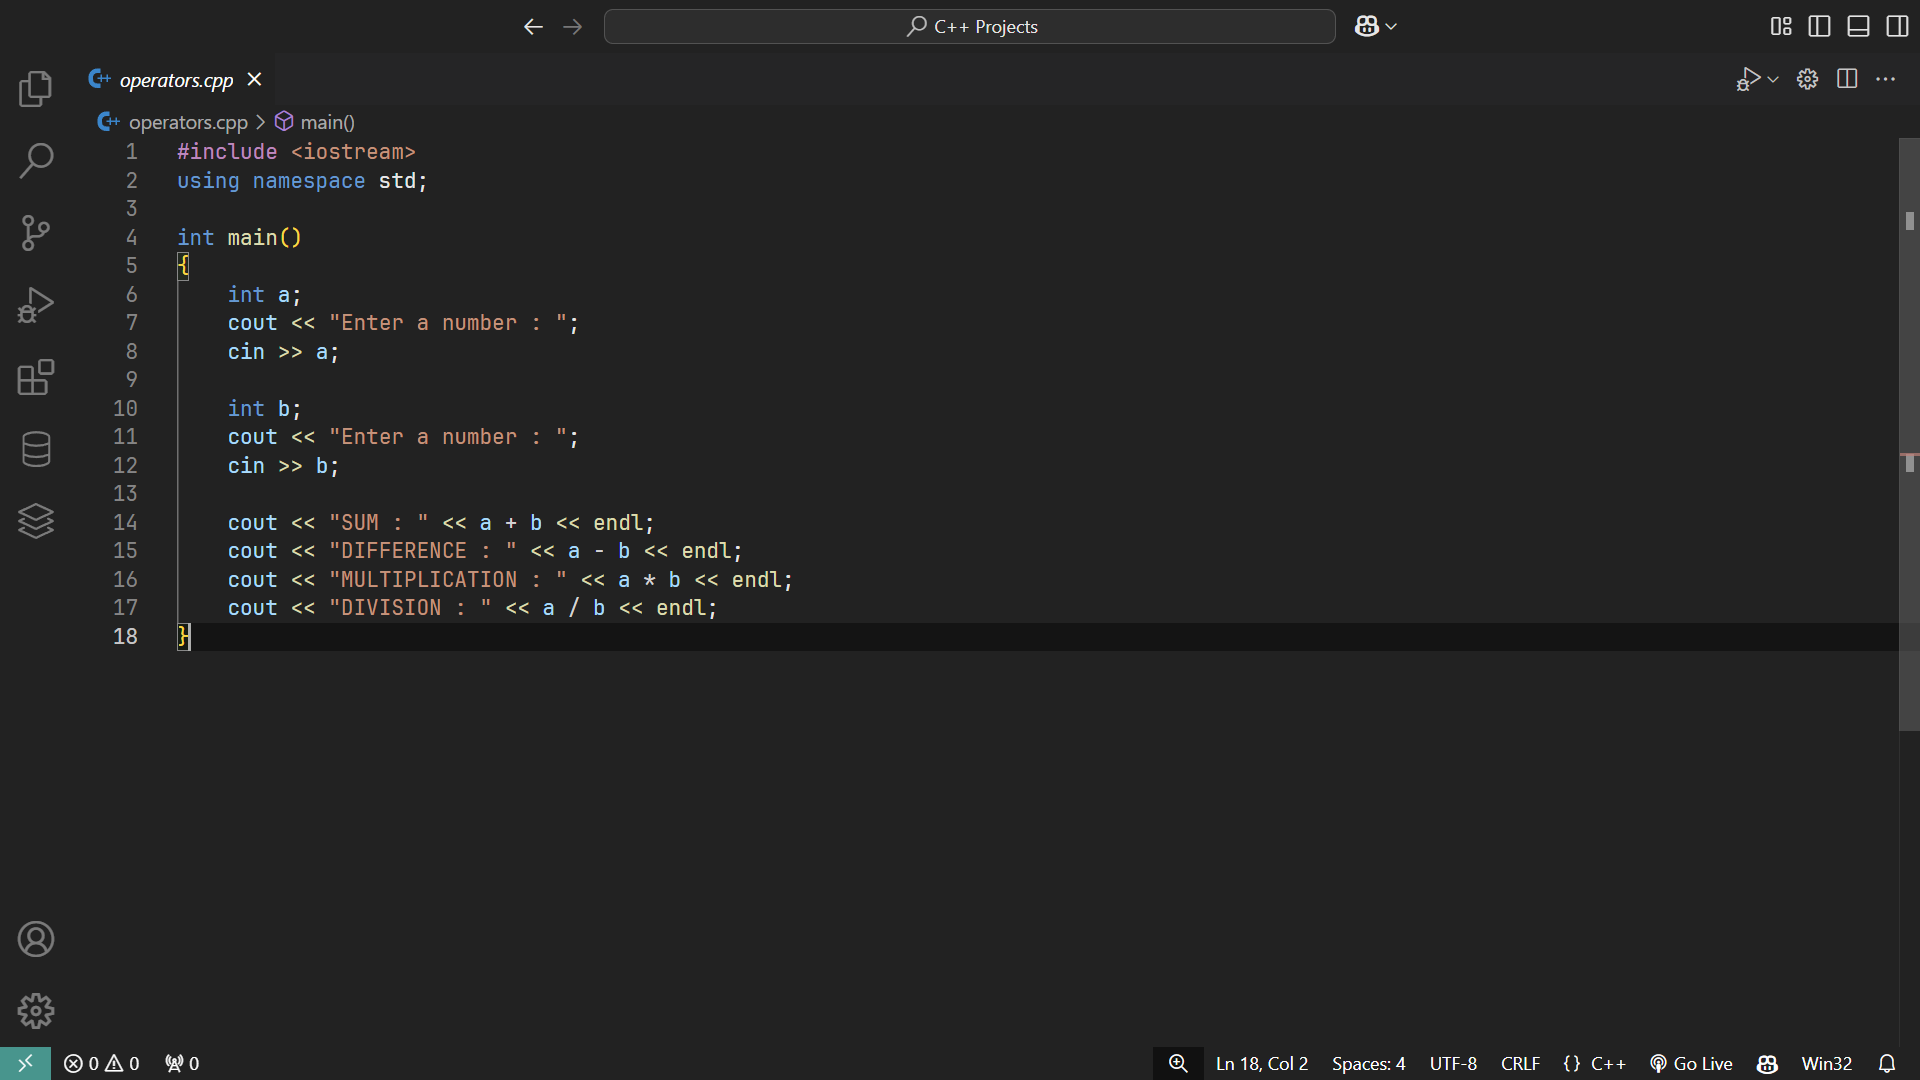 C++ Projects
operators.cpp
operators.cpp > main()
1 #include <iostream>
2 using namespace std;
3
4 int main()
5 {
6     int a;
7     cout << "Enter a number : ";
8     cin >> a;
9
10     int b;
11     cout << "Enter a number : ";
12     cin >> b;
13
14     cout << "SUM : " << a + b << endl;
15     cout << "DIFFERENCE : " << a - b << endl;
16     cout << "MULTIPLICATION : " << a * b << endl;
17     cout << "DIVISION : " << a / b << endl;
18 }
0 0 0 Ln 18, Col 2 Spaces: 4 UTF-8 CRLF {} C++ Go Live Win32